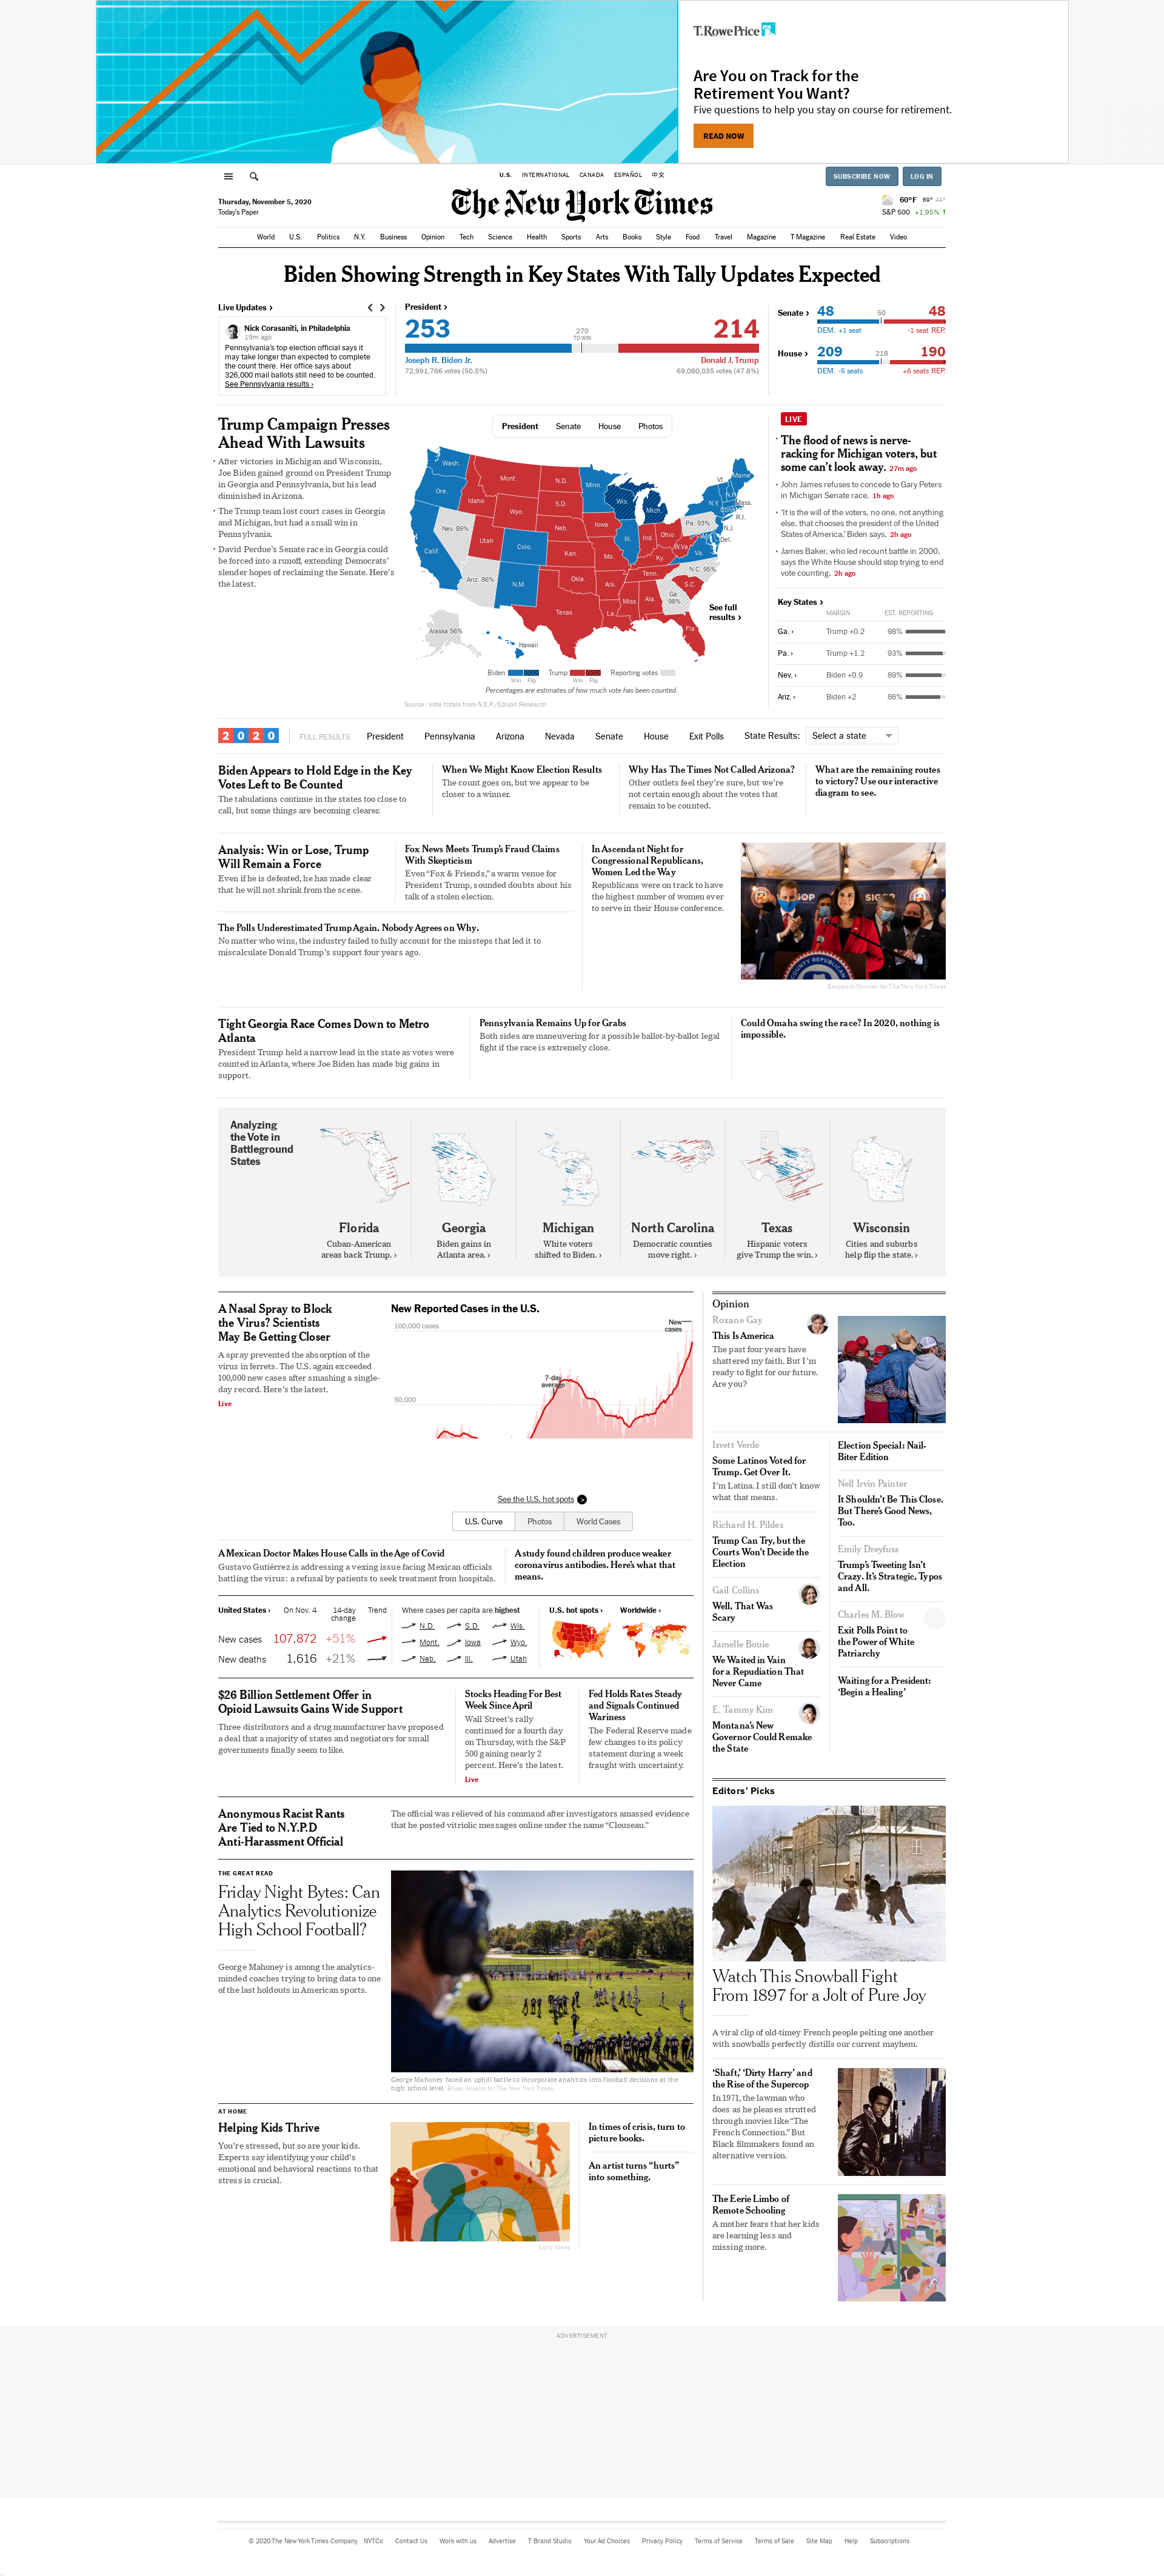 T.RowePrice
Are You on Track for the
Retirement You Want?
Five questions to help you stay on course for retirement.
READ NOW
U.S. INTERNATIONAL CANADA ESPAÑOL 中文
SUBSCRIBE NOW LOG IN
Thursday, November 5, 2020
Today's Paper
The New York Times
60°F 69° 44°
S&P 500 +1.95%
World U.S. Politics N.Y. Business Opinion Tech Science Health Sports Arts Books Style Food Travel Magazine T Magazine Real Estate Video
Biden Showing Strength in Key States With Tally Updates Expected
Live Updates ›
Nick Corasaniti, in Philadelphia
19m ago
Pennsylvania's top election official says it
may take longer than expected to complete
the count there. Her office says about
326,000 mail ballots still need to be counted.
See Pennsylvania results ›
President ›
253 214
270
TO WIN
Joseph R. Biden Jr. Donald J. Trump
72,991,766 votes (50.5%) 69,080,035 votes (47.8%)
Senate › 48 50 48
DEM. +1 seat -1 seat REP.
House › 209 218 190
DEM. -5 seats +6 seats REP.
Trump Campaign Presses
Ahead With Lawsuits
After victories in Michigan and Wisconsin,
Joe Biden gained ground on President Trump
in Georgia and Pennsylvania, but his lead
diminished in Arizona.
The Trump team lost court cases in Georgia
and Michigan, but had a small win in
Pennsylvania.
David Perdue's Senate race in Georgia could
be forced into a runoff, extending Democrats'
slender hopes of reclaiming the Senate. Here's
the latest.
President Senate House Photos
Wash.
Mont.
N.D.
Minn.
Vt.
Maine
Ore.
Idaho
S.D.
Wis.
N.H.
Mass.
Wyo.
Mich.
N.Y.
Conn.
R.I.
Nev. 89%
Neb.
Iowa
Pa. 93%
N.J.
Utah
Colo.
Ill.
Ind.
Ohio
Del.
Calif.
Kan.
Mo.
Ky.
W.Va.
Va.
Ariz. 86%
N.M.
Okla.
Ark.
Tenn.
N.C. 95%
S.C.
Texas
La.
Miss.
Ala.
Ga.
98%
Fla.
Alaska 56%
Hawaii
See full
results ›
Biden Trump Reporting votes
Win Flip Win Flip
Percentages are estimates of how much vote has been counted.
Source: Vote totals from N.E.P./Edison Research
LIVE
The flood of news is nerve-
racking for Michigan voters, but
some can't look away. 27m ago
John James refuses to concede to Gary Peters
in Michigan Senate race. 1h ago
'It is the will of the voters, no one, not anything
else, that chooses the president of the United
States of America,' Biden says. 2h ago
James Baker, who led recount battle in 2000,
says the White House should stop trying to end
vote counting. 2h ago
Key States ›
MARGIN EST. REPORTING
Ga. › Trump +0.2 98%
Pa. › Trump +1.2 93%
Nev. › Biden +0.9 89%
Ariz. › Biden +2 86%
2020 FULL RESULTS President Pennsylvania Arizona Nevada Senate House Exit Polls State Results: Select a state
Biden Appears to Hold Edge in the Key
Votes Left to Be Counted
The tabulations continue in the states too close to
call, but some things are becoming clearer.
When We Might Know Election Results
The count goes on, but we appear to be
closer to a winner.
Why Has The Times Not Called Arizona?
Other outlets feel they're sure, but we're
not certain enough about the votes that
remain to be counted.
What are the remaining routes
to victory? Use our interactive
diagram to see.
Analysis: Win or Lose, Trump
Will Remain a Force
Even if he is defeated, he has made clear
that he will not shrink from the scene.
Fox News Meets Trump's Fraud Claims
With Skepticism
Even "Fox & Friends," a warm venue for
President Trump, sounded doubts about his
talk of a stolen election.
The Polls Underestimated Trump Again. Nobody Agrees on Why.
No matter who wins, the industry failed to fully account for the missteps that led it to
miscalculate Donald Trump's support four years ago.
In Ascendant Night for
Congressional Republicans,
Women Led the Way
Republicans were on track to have
the highest number of women ever
to serve in their House conference.
COUNTY REPUBLICAN
Benjamin Norman for The New York Times
Tight Georgia Race Comes Down to Metro
Atlanta
President Trump held a narrow lead in the state as votes were
counted in Atlanta, where Joe Biden has made big gains in
support.
Pennsylvania Remains Up for Grabs
Both sides are maneuvering for a possible ballot-by-ballot legal
fight if the race is extremely close.
Could Omaha swing the race? In 2020, nothing is
impossible.
Analyzing
the Vote in
Battleground
States
Florida
Cuban-American
areas back Trump. ›
Georgia
Biden gains in
Atlanta area. ›
Michigan
White voters
shifted to Biden. ›
North Carolina
Democratic counties
move right. ›
Texas
Hispanic voters
give Trump the win. ›
Wisconsin
Cities and suburbs
help flip the state. ›
A Nasal Spray to Block
the Virus? Scientists
May Be Getting Closer
A spray prevented the absorption of the
virus in ferrets. The U.S. again exceeded
100,000 new cases after smashing a single-
day record. Here's the latest.
Live
New Reported Cases in the U.S.
100,000 cases
New
cases
7-day
average
50,000
See the U.S. hot spots
U.S. Curve Photos World Cases
A Mexican Doctor Makes House Calls in the Age of Covid
Gustavo Gutiérrez is addressing a vexing issue facing Mexican officials
battling the virus: a refusal by patients to seek treatment from hospitals.
A study found children produce weaker
coronavirus antibodies. Here's what that
means.
United States › On Nov. 4 14-day
change Trend
New cases 107,872 +51%
New deaths 1,616 +21%
Where cases per capita are highest
N.D. S.D. Wis.
Mont. Iowa Wyo.
Neb. Ill. Utah
U.S. hot spots › Worldwide ›
$26 Billion Settlement Offer in
Opioid Lawsuits Gains Wide Support
Three distributors and a drug manufacturer have proposed
a deal that a majority of states and negotiators for small
governments finally seem to like.
Stocks Heading For Best
Week Since April
Wall Street's rally
continued for a fourth day
on Thursday, with the S&P
500 gaining nearly 2
percent. Here's the latest.
Live
Fed Holds Rates Steady
and Signals Continued
Wariness
The Federal Reserve made
few changes to its policy
statement during a week
fraught with uncertainty.
Anonymous Racist Rants
Are Tied to N.Y.P.D
Anti-Harassment Official
The official was relieved of his command after investigators amassed evidence
that he posted vitriolic messages online under the name "Clouseau."
THE GREAT READ
Friday Night Bytes: Can
Analytics Revolutionize
High School Football?
George Mahoney is among the analytics-
minded coaches trying to bring data to one
of the last holdouts in American sports.
George Mahoney faced an uphill battle to incorporate analytics into football decisions at the
high school level. Bryan Anselm for The New York Times
AT HOME
Helping Kids Thrive
You're stressed, but so are your kids.
Experts say identifying your child's
emotional and behavioral reactions to that
stress is crucial.
Lucy Jones
In times of crisis, turn to
picture books.
An artist turns "hurts"
into something.
Opinion
Roxane Gay
This Is America
The past four years have
shattered my faith. But I'm
ready to fight for our future.
Are you?
Isvett Verde
Some Latinos Voted for
Trump. Get Over It.
I'm Latina. I still don't know
what that means.
Richard H. Pildes
Trump Can Try, but the
Courts Won't Decide the
Election
Gail Collins
Well, That Was
Scary
Jamelle Bouie
We Waited in Vain
for a Repudiation That
Never Came
E. Tammy Kim
Montana's New
Governor Could Remake
the State
Election Special: Nail-
Biter Edition
Nell Irvin Painter
It Shouldn't Be This Close.
But There's Good News,
Too.
Emily Dreyfuss
Trump's Tweeting Isn't
Crazy. It's Strategic, Typos
and All.
Charles M. Blow
Exit Polls Point to
the Power of White
Patriarchy
Waiting for a President:
'Begin a Healing'
Editors' Picks
Watch This Snowball Fight
From 1897 for a Jolt of Pure Joy
A viral clip of old-timey French people pelting one another
with snowballs perfectly distills our current mayhem.
'Shaft,' 'Dirty Harry' and
the Rise of the Supercop
In 1971, the lawman who
does as he pleases strutted
through movies like "The
French Connection." But
Black filmmakers found an
alternative version.
The Eerie Limbo of
Remote Schooling
A mother fears that her kids
are learning less and
missing more.
ADVERTISEMENT
© 2020 The New York Times Company NYTCo Contact Us Work with us Advertise T Brand Studio Your Ad Choices Privacy Policy Terms of Service Terms of Sale Site Map Help Subscriptions